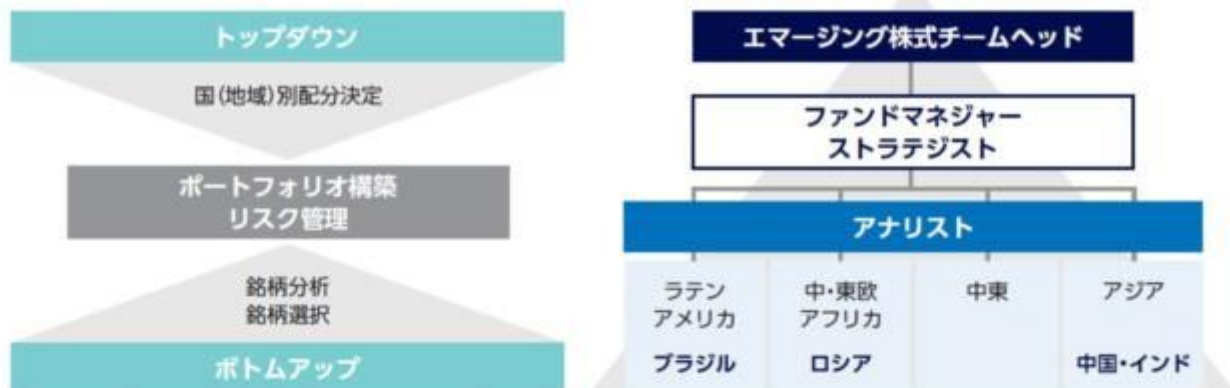 トップダウン
国(地域)別配分決定
ポートフォリオ構築
リスク管理
銘柄分析
銘柄選択
ボトムアップ
エマージング株式チームヘッド
ファンドマネジャー
ストラテジスト
アナリスト
ラテン
アメリカ
ブラジル
中・東欧
アフリカ
ロシア
中東
アジア
中国・インド